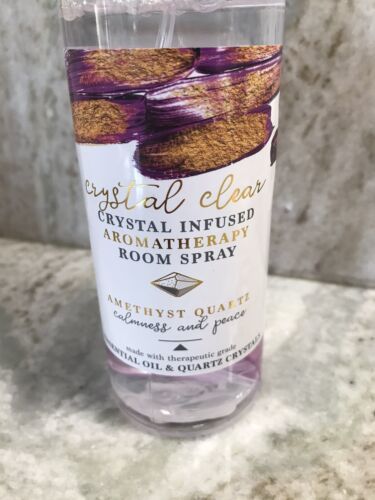 crystal clear
CRYSTAL INFUSED
AROMATHERAPY
ROOM SPRAY
AMETHYST QUARTZ
calmness and peace
made with therapeutic grade
ESSENTIAL OIL & QUARTZ CRYSTALS